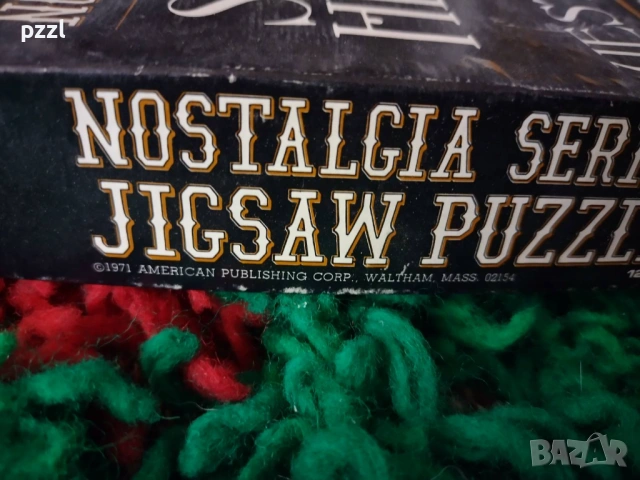 pzzl
NOSTALGIA SERI
JIGSAW PUZZL
©1971 AMERICAN PUBLISHING CORP., WALTHAM, MASS. 02154
BAZAR